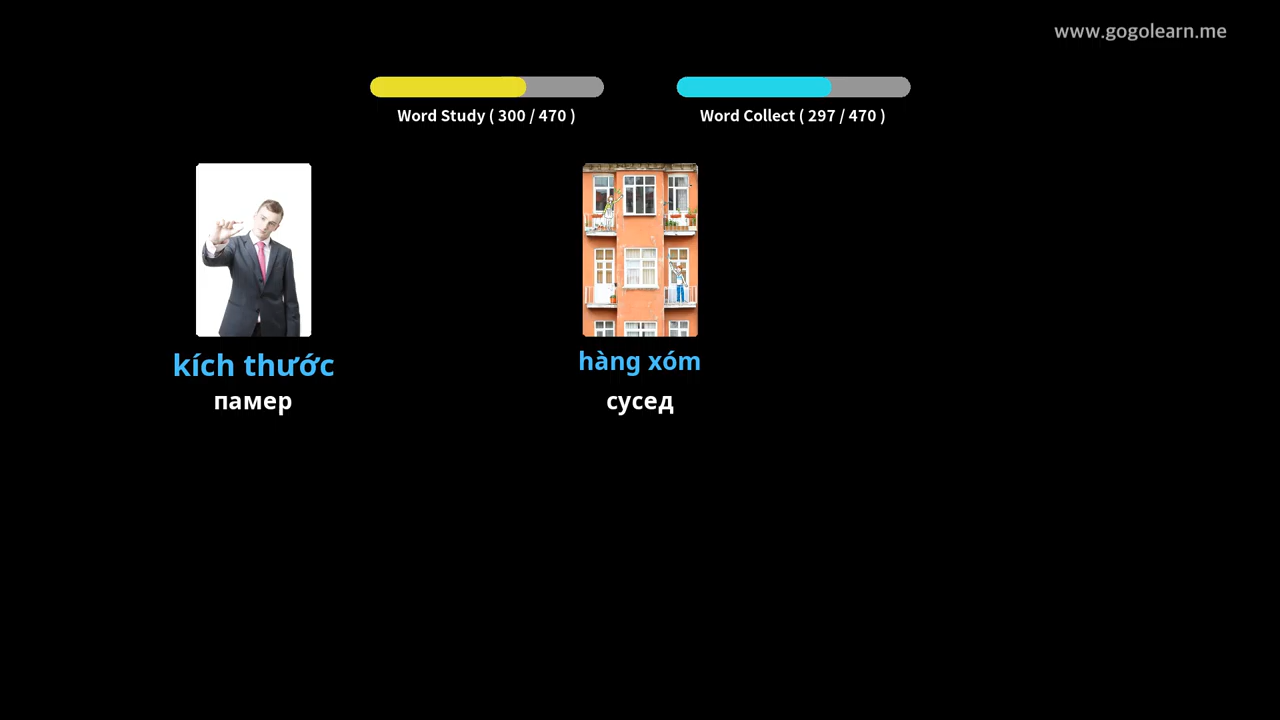 www.gogolearn.me
Word Study ( 300 / 470 )
Word Collect ( 297 / 470 )
kích thước
памер
hàng xóm
сусед